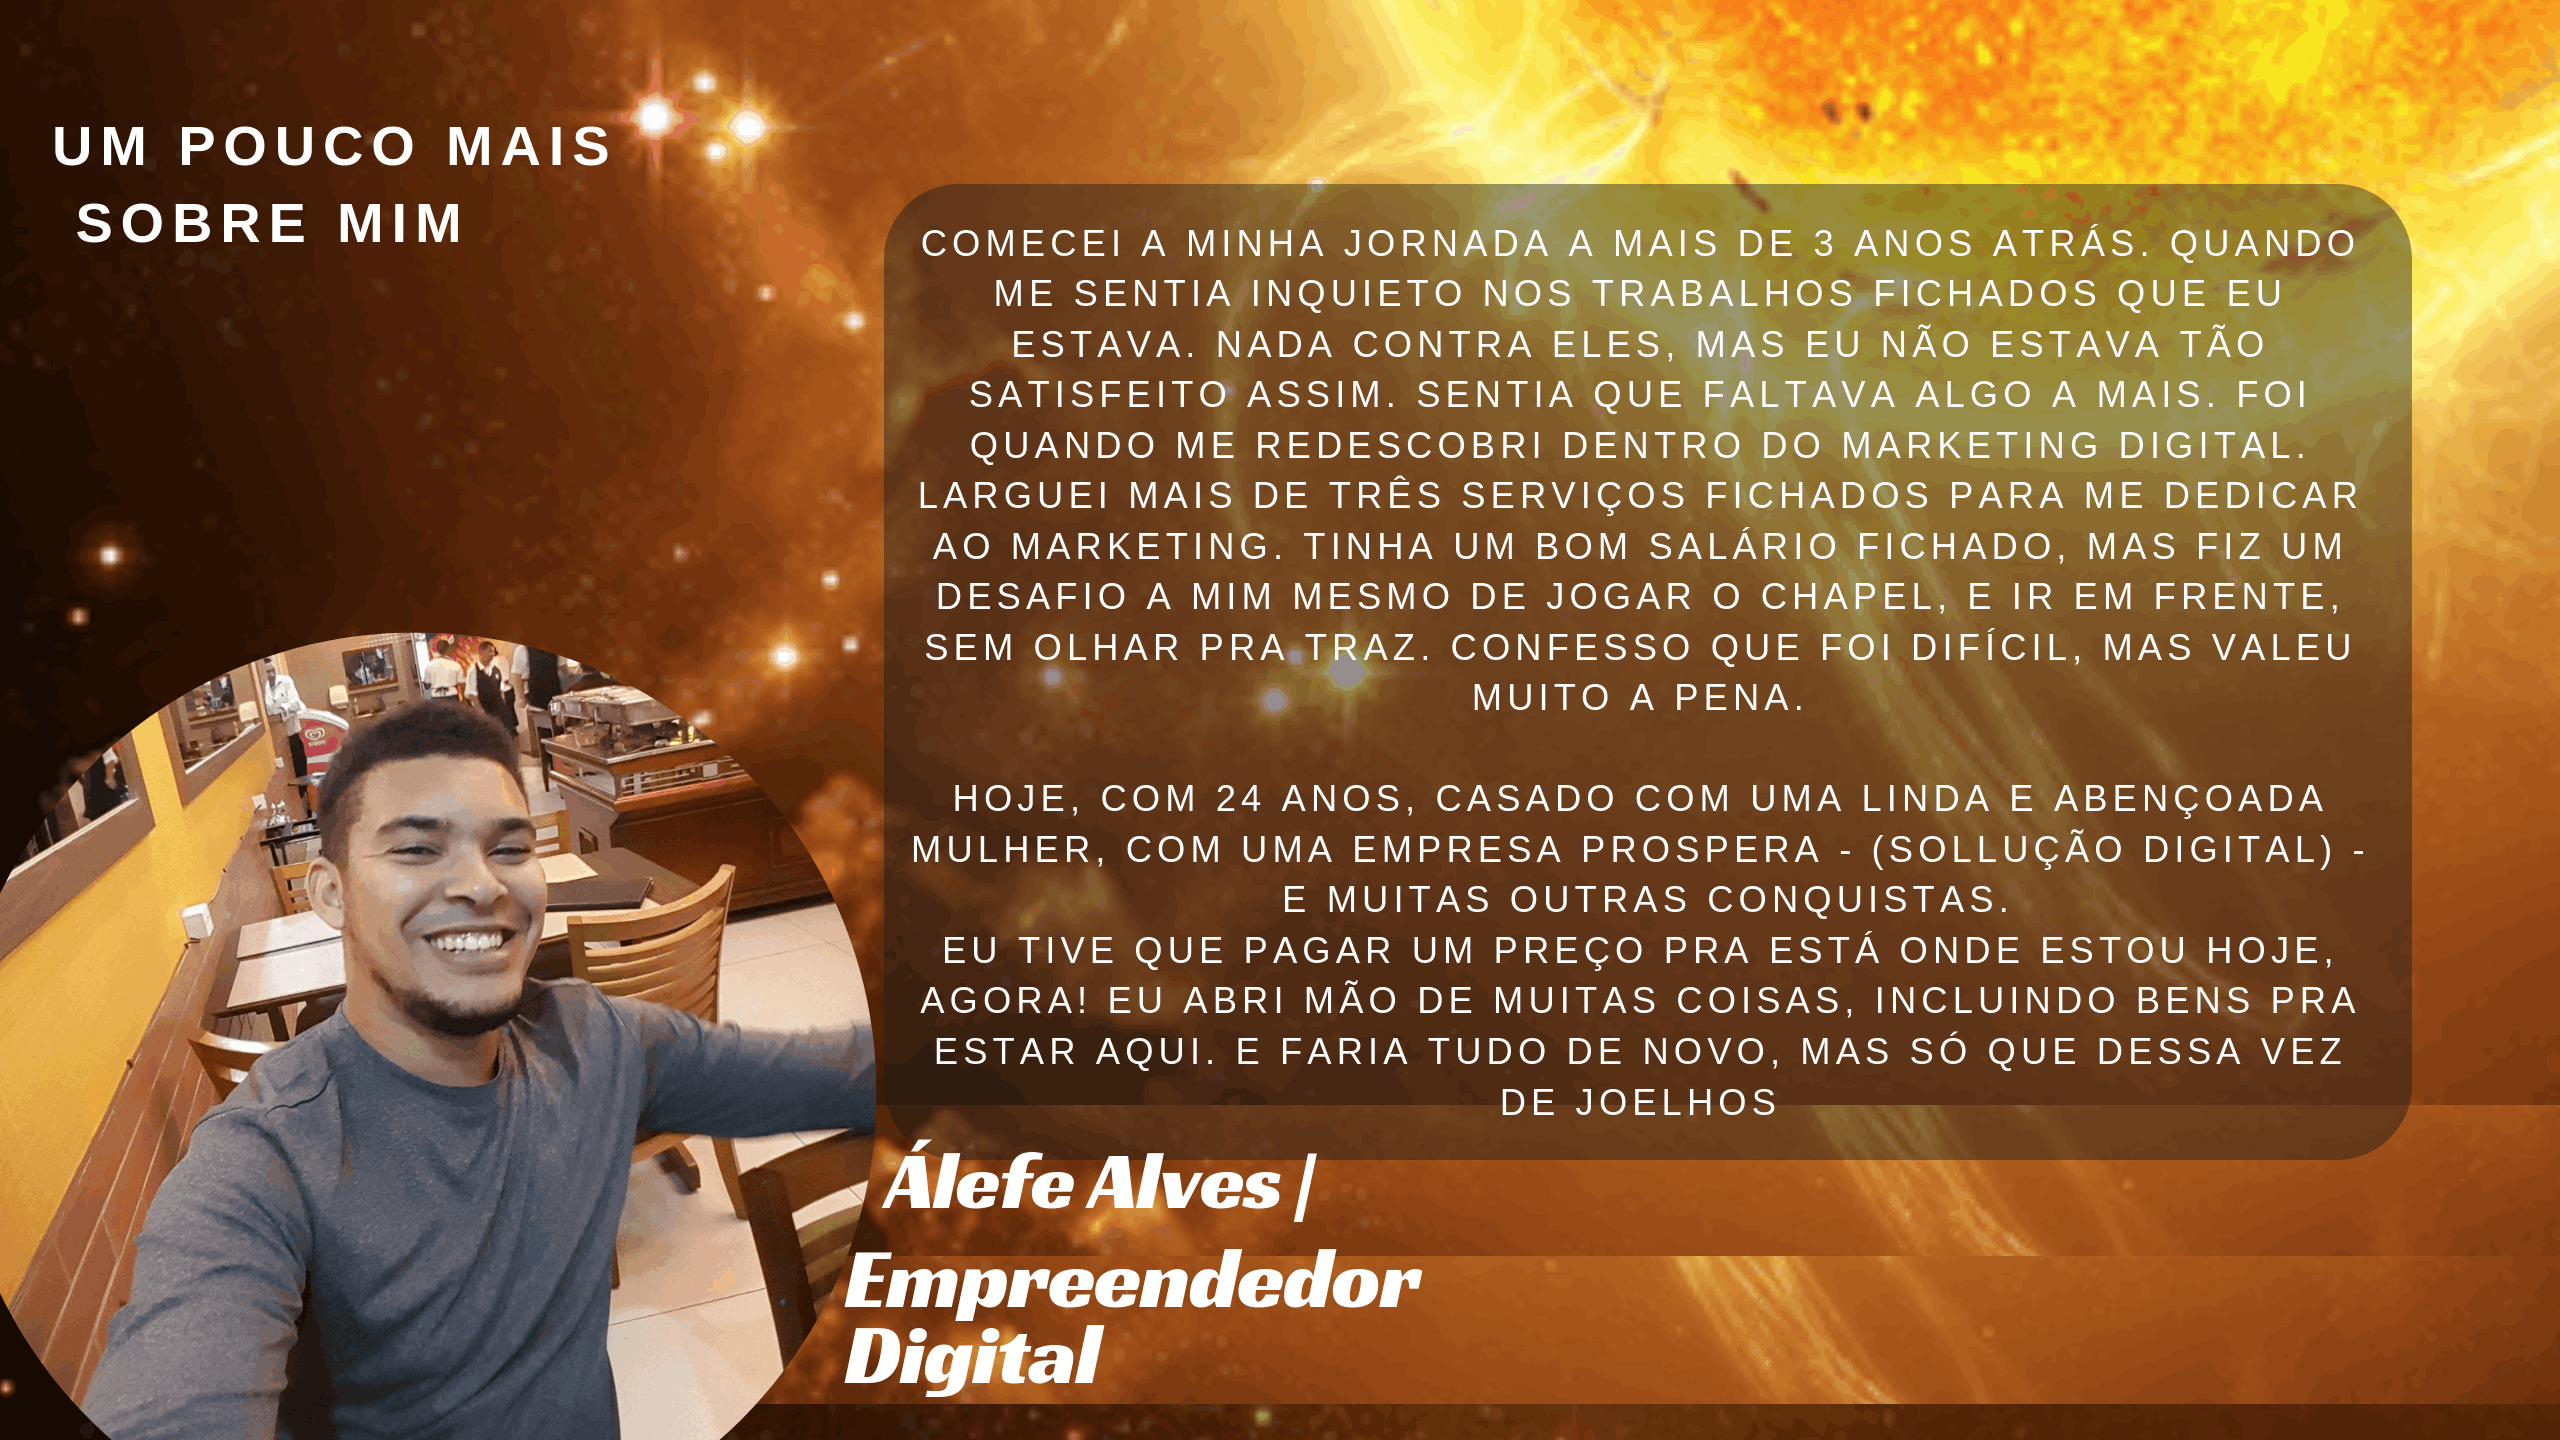 UM POUCO MAIS
SOBRE MIM
COMECEI A MINHA JORNADA A MAIS DE 3 ANOS ATRÁS. QUANDO
ME SENTIA INQUIETO NOS TRABALHOS FICHADOS QUE EU
ESTAVA. NADA CONTRA ELES, MAS EU NÃO ESTAVA TÃO
SATISFEITO ASSIM. SENTIA QUE FALTAVA ALGO A MAIS. FOI
QUANDO ME REDESCOBRI DENTRO DO MARKETING DIGITAL.
LARGUEI MAIS DE TRÊS SERVIÇOS FICHADOS PARA ME DEDICAR
AO MARKETING. TINHA UM BOM SALÁRIO FICHADO, MAS FIZ UM
DESAFIO A MIM MESMO DE JOGAR O CHAPEL, E IR EM FRENTE,
SEM OLHAR PRA TRAZ. CONFESSO QUE FOI DIFÍCIL, MAS VALEU
MUITO A PENA.
HOJE, COM 24 ANOS, CASADO COM UMA LINDA E ABENÇOADA
MULHER, COM UMA EMPRESA PROSPERA - (SOLLUÇÃO DIGITAL) -
E MUITAS OUTRAS CONQUISTAS.
EU TIVE QUE PAGAR UM PREÇO PRA ESTÁ ONDE ESTOU HOJE,
AGORA! EU ABRI MÃO DE MUITAS COISAS, INCLUINDO BENS PRA
ESTAR AQUI. E FARIA TUDO DE NOVO, MAS SÓ QUE DESSA VEZ
DE JOELHOS
Álefe Alves |
Empreendedor
Digital